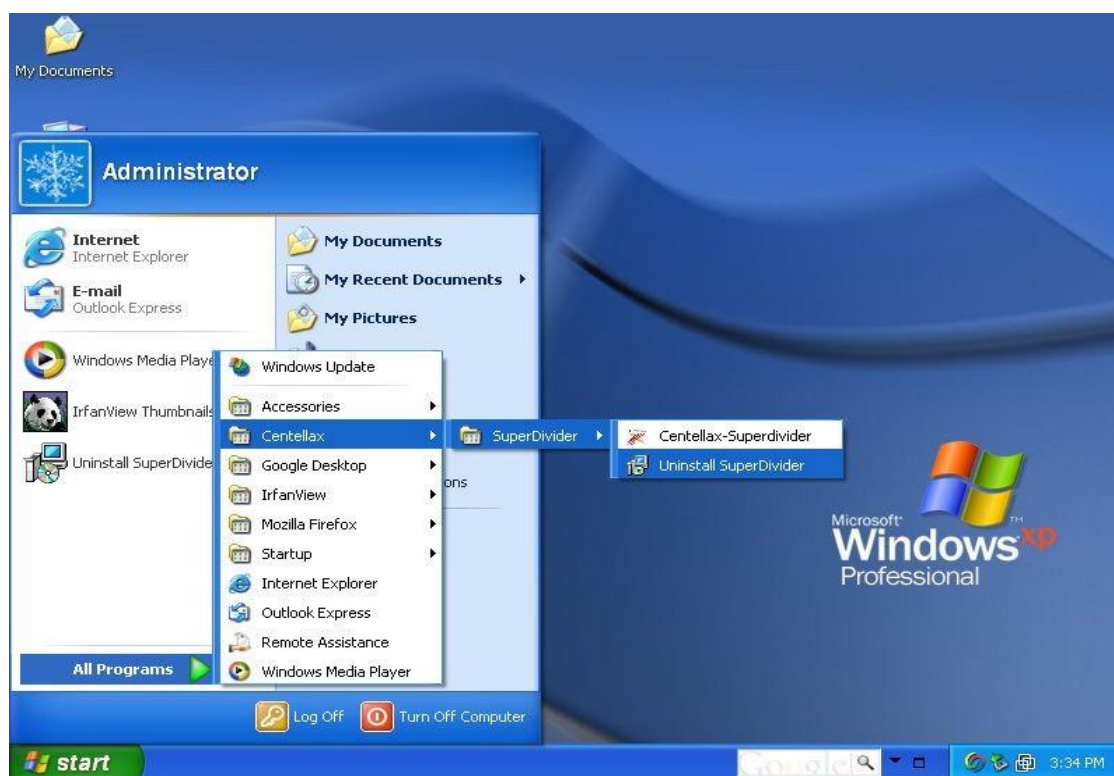 My Documents
Administrator
Internet
Internet Explorer
E-mail
Outlook Express
Windows Media Playe
IrfanView Thumbnails
Uninstall SuperDivide
All Programs
My Documents
My Recent Documents
My Pictures
ons
Windows Update
Accessories
Centellax
Google Desktop
IrfanView
Mozilla Firefox
Startup
Internet Explorer
Outlook Express
Remote Assistance
Windows Media Player
SuperDivider
Centellax-Superdivider
Uninstall SuperDivider
Microsoft
Windows xp
Professional
Log Off
Turn Off Computer
start
Google
3:34 PM